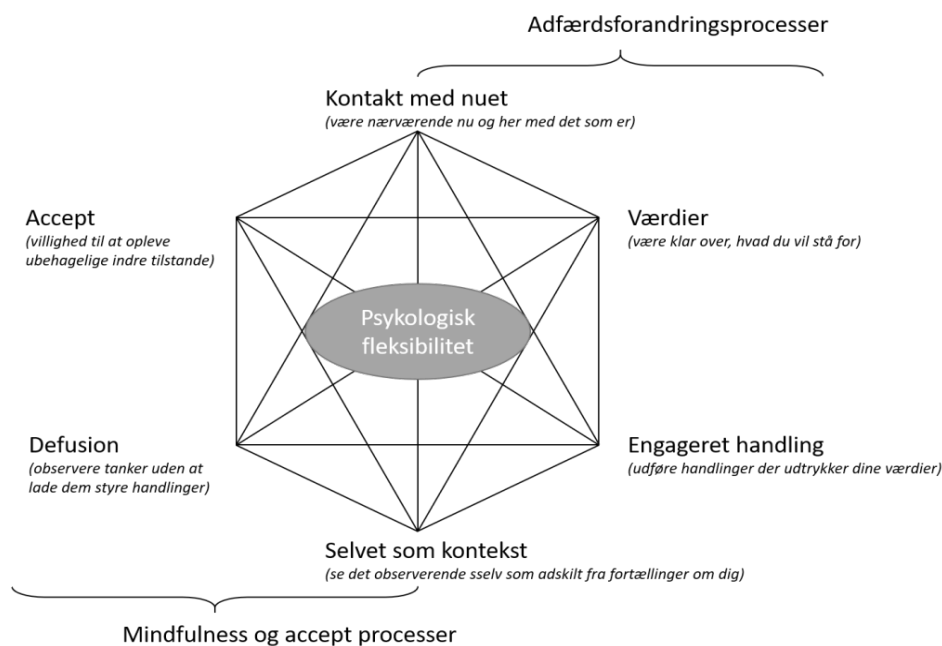 Adfærdsforandringsprocesser
Kontakt med nuet
(være nærværende nu og her med det som er)
Accept
(villighed til at opleve
ubehagelige indre tilstande)
Værdier
(være klar over, hvad du vil stå for)
Psykologisk
fleksibilitet
Defusion
(observere tanker uden at
lade dem styre handlinger)
Engageret handling
(udføre handlinger der udtrykker dine værdier)
Selvet som kontekst
(se det observerende sselv som adskilt fra fortællinger om dig)
Mindfulness og accept processer